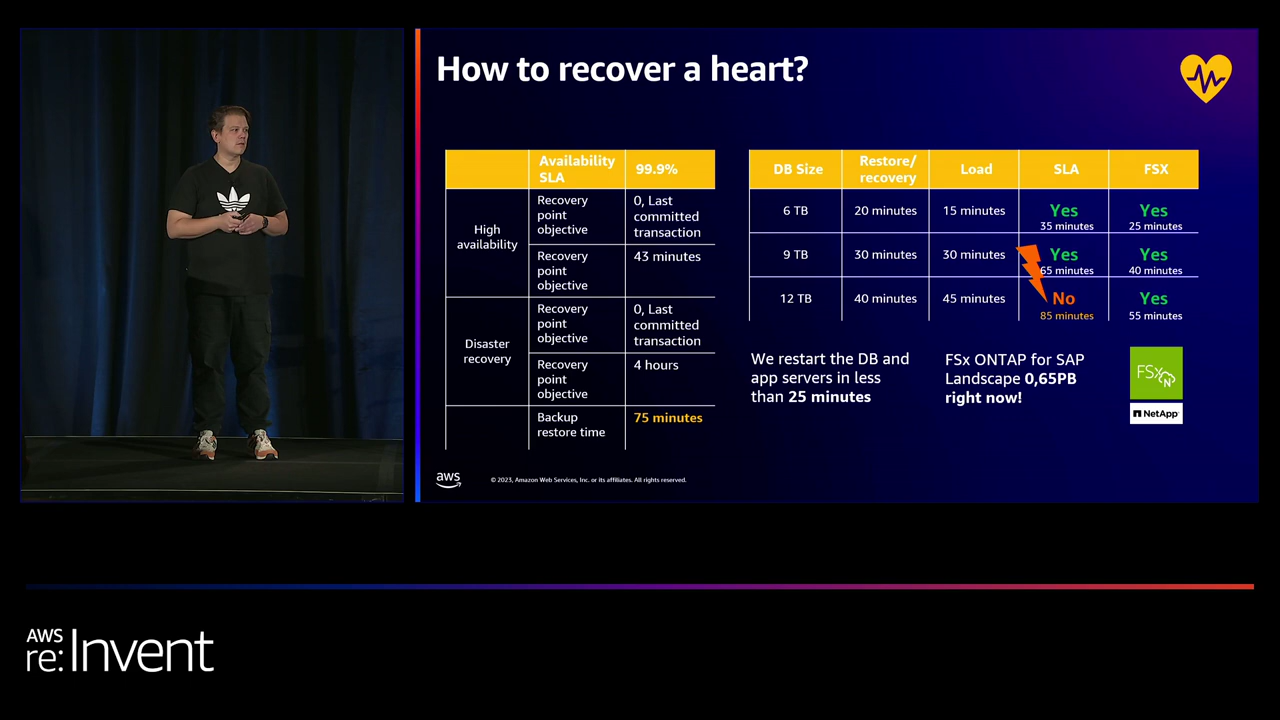 How to recover a heart?
Availability
SLA
99.9%
High
availability
Recovery
point
objective
0, Last
committed
transaction
Recovery
point
objective
43 minutes
Disaster
recovery
Recovery
point
objective
0, Last
committed
transaction
Recovery
point
objective
4 hours
Backup
restore time
75 minutes
DB Size
Restore/
recovery
Load
SLA
FSX
6 TB
20 minutes
15 minutes
Yes
35 minutes
Yes
25 minutes
9 TB
30 minutes
30 minutes
Yes
65 minutes
Yes
40 minutes
12 TB
40 minutes
45 minutes
No
85 minutes
Yes
55 minutes
We restart the DB and
app servers in less
than 25 minutes
FSx ONTAP for SAP
Landscape 0,65PB
right now!
FSx
N
NetApp
aws
© 2023, Amazon Web Services, Inc. or its affiliates. All rights reserved.
AWS
re:Invent